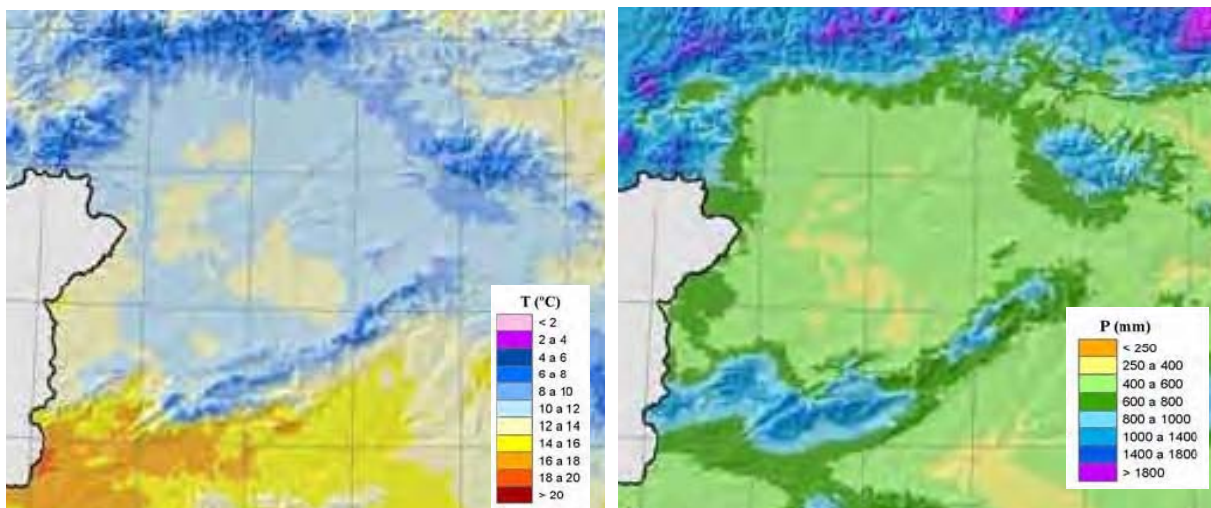 T (ºC)
< 2
2 a 4
4 a 6
6 a 8
8 a 10
10 a 12
12 a 14
14 a 16
16 a 18
18 a 20
> 20
P (mm)
< 250
250 a 400
400 a 600
600 a 800
800 a 1000
1000 a 1400
1400 a 1800
> 1800